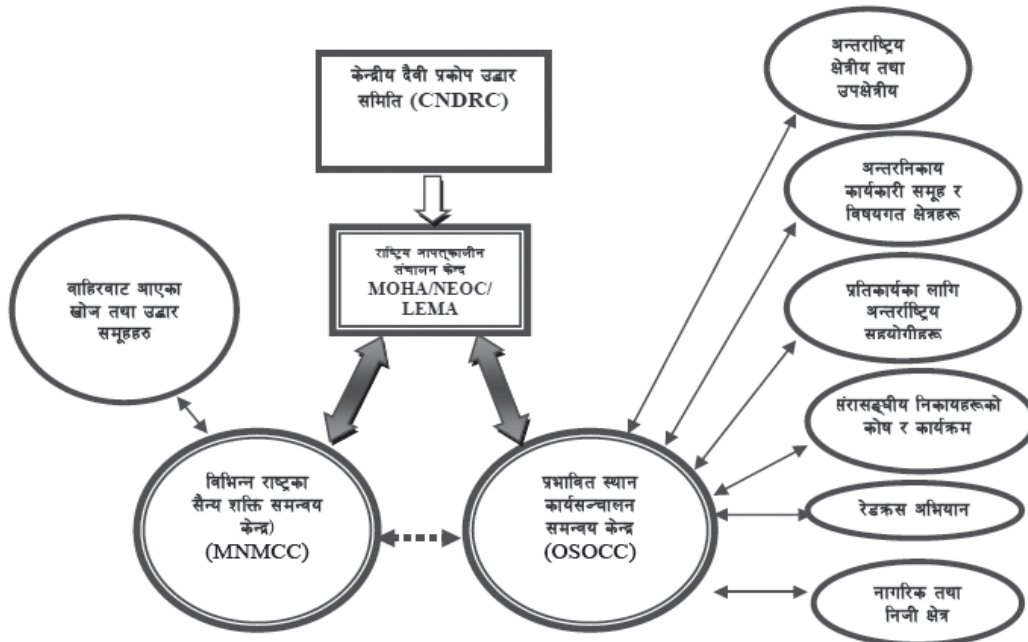 केन्द्रीय दैवी प्रकोप उद्धार
समिति (CNDRC)
राष्ट्रिय आपत्कालीन
संचालन केन्द
MOHA/NEOC/
LEMA
वाहिरवाट आएका
खोज तथा उद्धार
समूहहरु
विभिन्न राष्ट्रका
सैन्य शक्ति समन्वय
केन्द्र)
(MNMCC)
प्रभावित स्थान
कार्यसञ्चालन
समन्वय केन्द्र
(OSOCC)
अन्तराष्ट्रिय
क्षेत्रीय तथा
उपक्षेत्रीय
अन्तरनिकाय
कार्यकारी समूह र
विषयगत क्षेत्रहरू
प्रतिकार्यका लागि
अन्तर्राष्ट्रिय
सहयोगीहरू
संरासङ्घीय निकायहरूको
कोष र कार्यक्रम
रेडक्रस अभियान
नागरिक तथा
निजी क्षेत्र